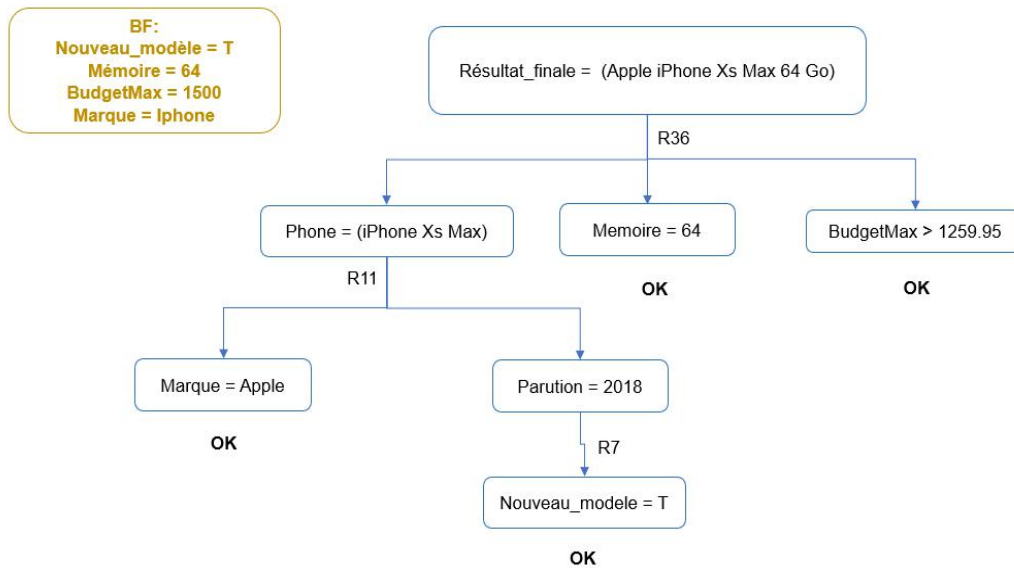 BF:
Nouveau_modèle = T
Mémoire = 64
BudgetMax = 1500
Marque = Iphone
Résultat_finale = (Apple iPhone Xs Max 64 Go)
R36
Phone = (iPhone Xs Max)
Memoire = 64
BudgetMax > 1259.95
R11
OK
OK
Marque = Apple
Parution = 2018
OK
R7
Nouveau_modele = T
OK